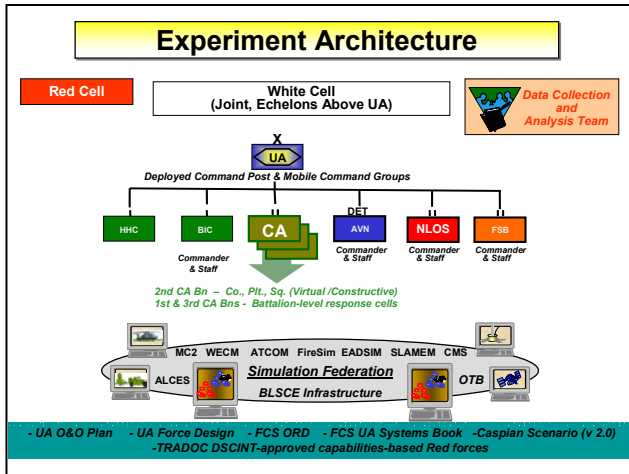 Experiment Architecture
Red Cell
White Cell
(Joint, Echelons Above UA)
Data Collection
and
Analysis Team
X
UA
Deployed Command Post & Mobile Command Groups
HHC
I I
BIC
I I
CA
DET
AVN
I I
NLOS
I I
FSB
Commander
& Staff
Commander
& Staff
Commander
& Staff
Commander
& Staff
2nd CA Bn – Co., Plt., Sq. (Virtual /Constructive)
1st & 3rd CA Bns - Battalion-level response cells
MC2 WECM ATCOM FireSim EADSIM SLAMEM CMS
ALCES
Simulation Federation
OTB
BLSCE Infrastructure
- UA O&O Plan - UA Force Design - FCS ORD - FCS UA Systems Book -Caspian Scenario (v 2.0)
-TRADOC DSCINT-approved capabilities-based Red forces